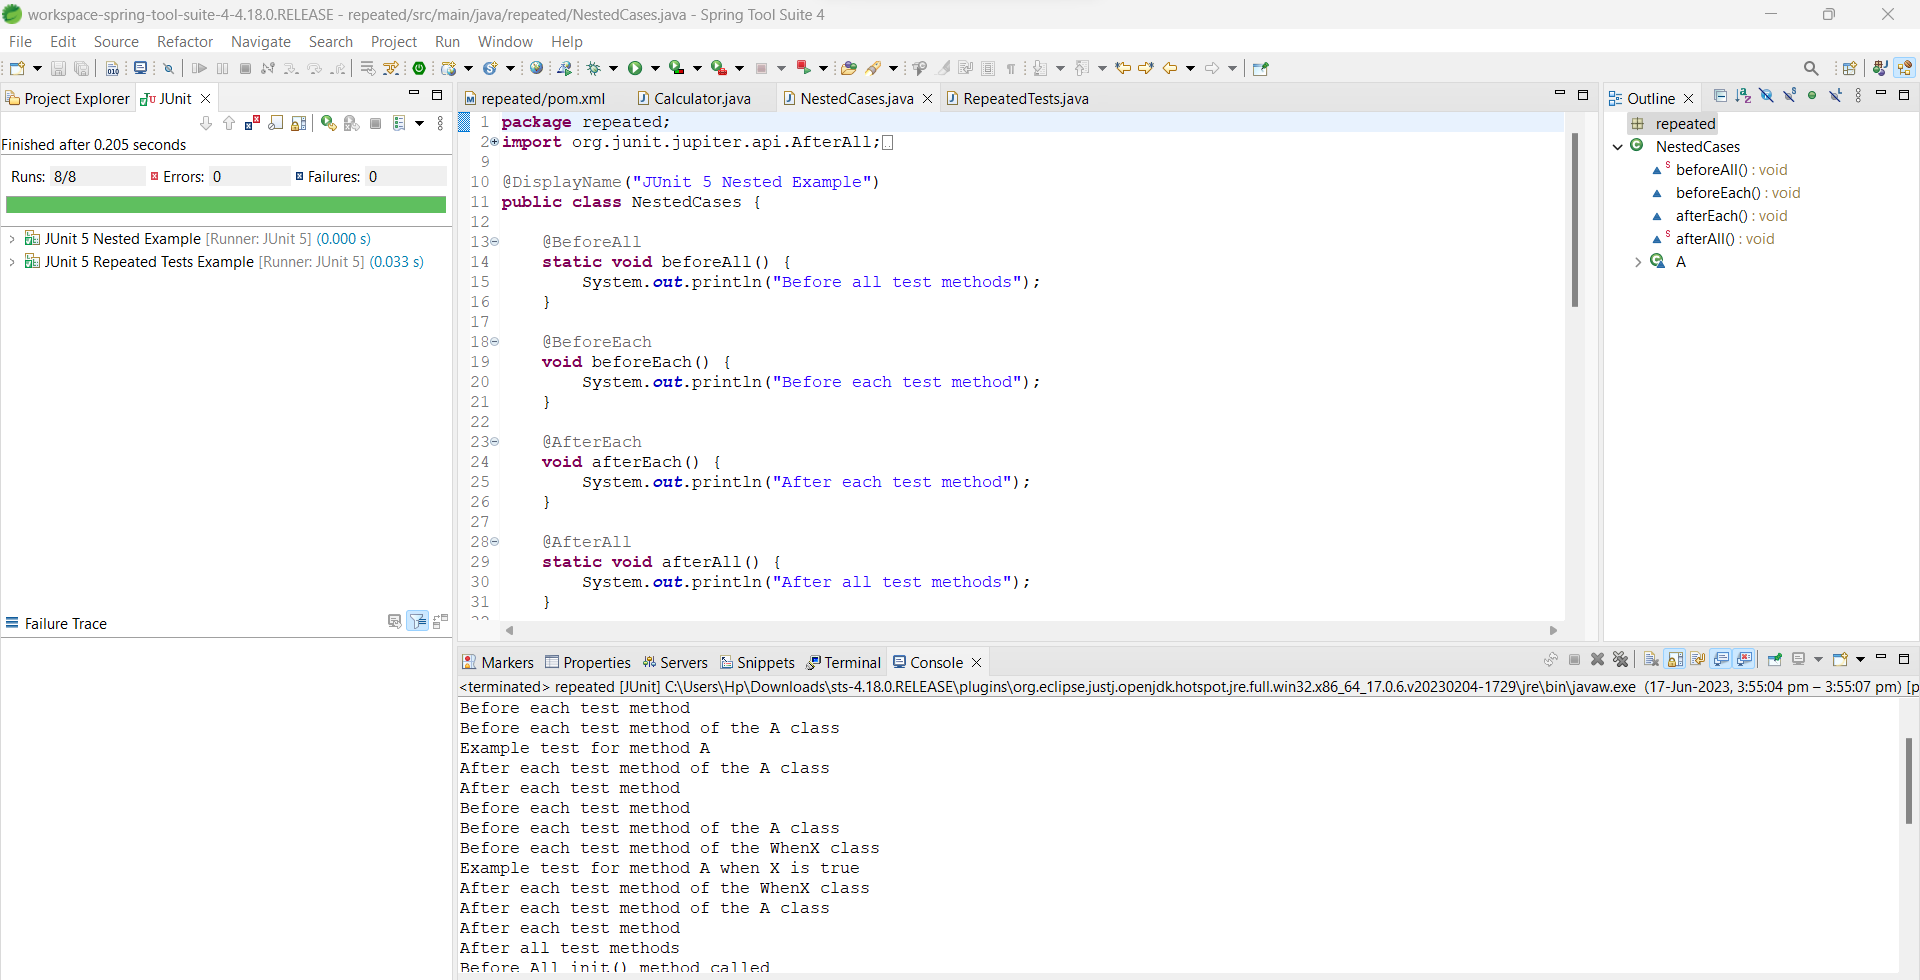 workspace-spring-tool-suite-4-4.18.0.RELEASE - repeated/src/main/java/repeated/NestedCases.java - Spring Tool Suite 4
File Edit Source Refactor Navigate Search Project Run Window Help
Project Explorer JUnit
Finished after 0.205 seconds
Runs: 8/8 Errors: 0 Failures: 0
JUnit 5 Nested Example [Runner: JUnit 5] (0.000 s)
JUnit 5 Repeated Tests Example [Runner: JUnit 5] (0.033 s)
Failure Trace
repeated/pom.xml Calculator.java NestedCases.java RepeatedTests.java
1 package repeated;
2 import org.junit.jupiter.api.AfterAll;
9
10 @DisplayName("JUnit 5 Nested Example")
11 public class NestedCases {
12
13 @BeforeAll
14 static void beforeAll() {
15 System.out.println("Before all test methods");
16 }
17
18 @BeforeEach
19 void beforeEach() {
20 System.out.println("Before each test method");
21 }
22
23 @AfterEach
24 void afterEach() {
25 System.out.println("After each test method");
26 }
27
28 @AfterAll
29 static void afterAll() {
30 System.out.println("After all test methods");
31 }
Outline
repeated
NestedCases
beforeAll() : void
beforeEach() : void
afterEach() : void
afterAll() : void
A
Markers Properties Servers Snippets Terminal Console
<terminated> repeated [JUnit] C:\Users\Hp\Downloads\sts-4.18.0.RELEASE\plugins\org.eclipse.justj.openjdk.hotspot.jre.full.win32.x86_64_17.0.6.v20230204-1729\jre\bin\javaw.exe (17-Jun-2023, 3:55:04 pm – 3:55:07 pm) [p
Before each test method
Before each test method of the A class
Example test for method A
After each test method of the A class
After each test method
Before each test method
Before each test method of the A class
Before each test method of the WhenX class
Example test for method A when X is true
After each test method of the WhenX class
After each test method of the A class
After each test method
After all test methods
Before All init() method called